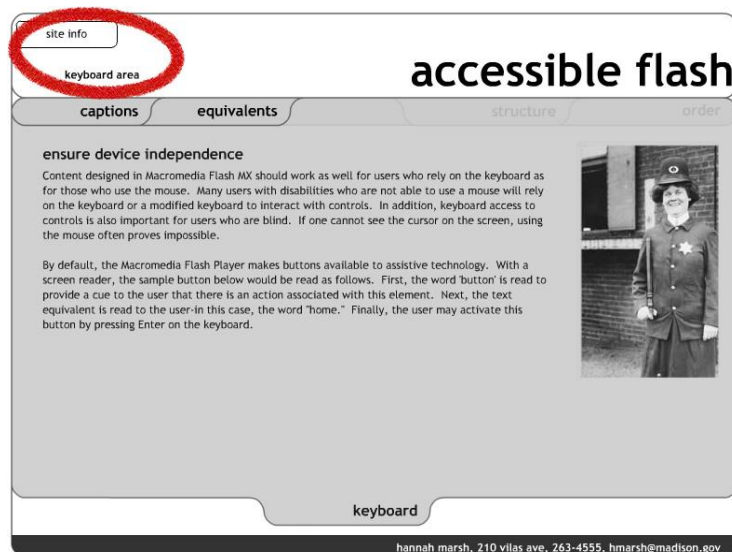 site info
keyboard area
accessible flash
captions
equivalents
structure
order
ensure device independence
Content designed in Macromedia Flash MX should work as well for users who rely on the keyboard as
for those who use the mouse. Many users with disabilities who are not able to use a mouse will rely
on the keyboard or a modified keyboard to interact with controls. In addition, keyboard access to
controls is also important for users who are blind. If one cannot see the cursor on the screen, using
the mouse often proves impossible.
By default, the Macromedia Flash Player makes buttons available to assistive technology. With a
screen reader, the sample button below would be read as follows. First, the word 'button' is read to
provide a cue to the user that there is an action associated with this element. Next, the text
equivalent is read to the user-in this case, the word "home." Finally, the user may activate this
button by pressing Enter on the keyboard.
keyboard
hannah marsh, 210 vilas ave, 263-4555, hmarsh@madison.gov